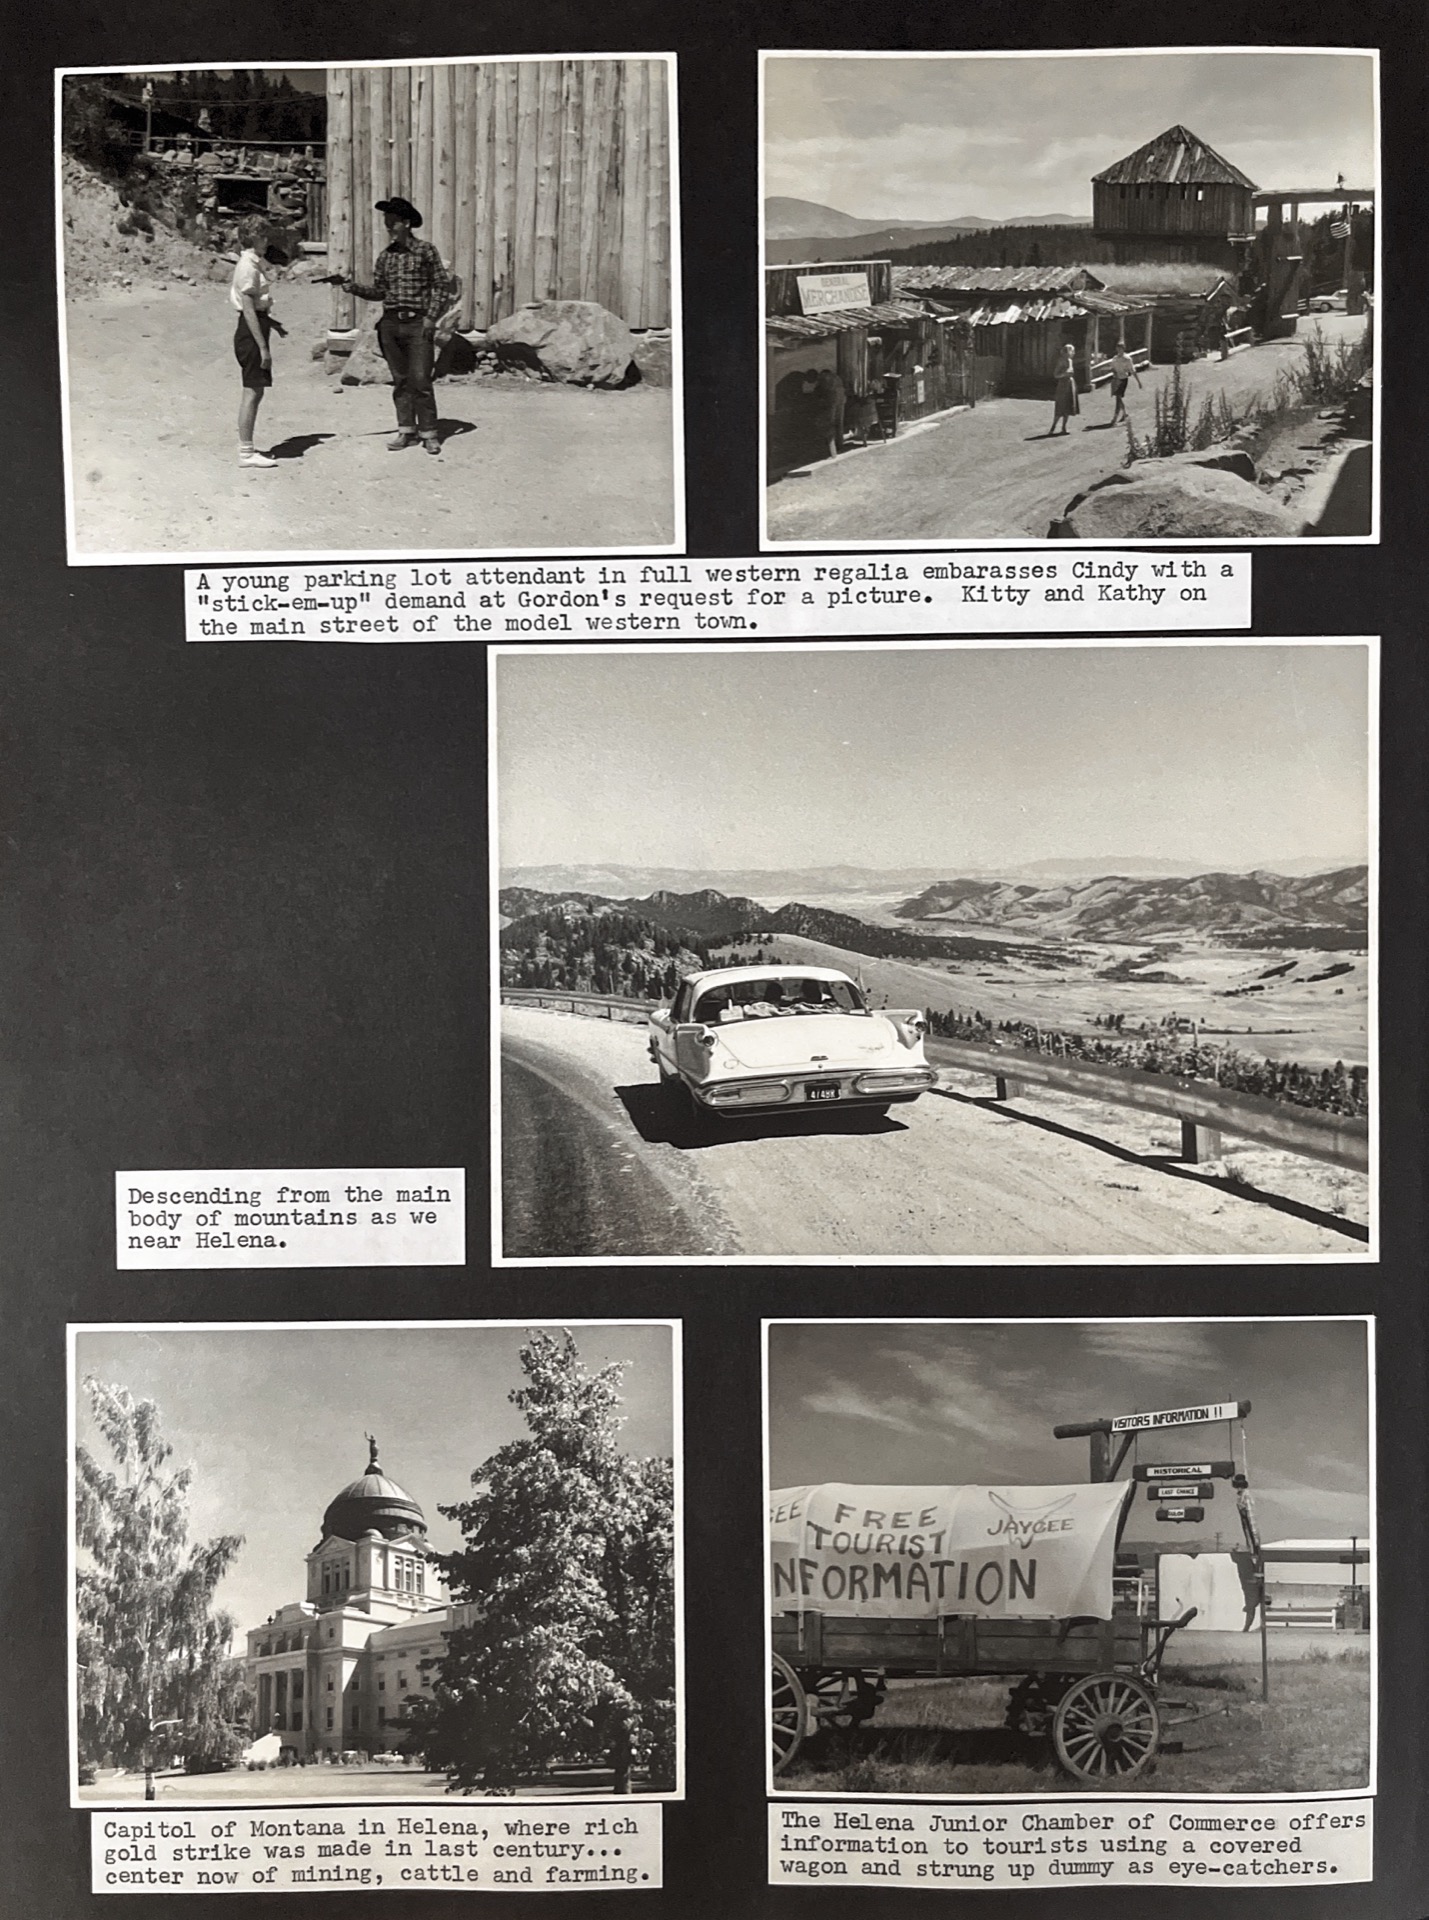 GENERAL
MERCHANDISE
A young parking lot attendant in full western regalia embarasses Cindy with a
"stick-em-up" demand at Gordon's request for a picture.  Kitty and Kathy on
the main street of the model western town.
Descending from the main
body of mountains as we
near Helena.
VISITORS INFORMATION !!
HISTORICAL
LAST CHANCE
GULCH
FREE
TOURIST
NFORMATION
JAYCEE
Capitol of Montana in Helena, where rich
gold strike was made in last century...
center now of mining, cattle and farming.
The Helena Junior Chamber of Commerce offers
information to tourists using a covered
wagon and strung up dummy as eye-catchers.